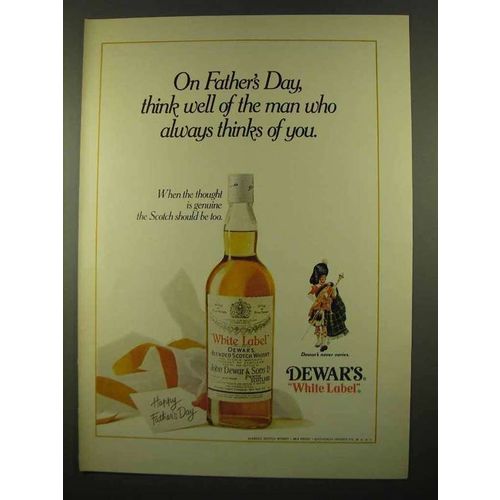 On Father's Day,
think well of the man who
always thinks of you.
When the thought
is genuine
the Scotch should be too.
"White Label"
DEWAR'S
BLENDED SCOTCH WHISKY
John Dewar & Sons Ltd
Happy
Father's Day
Dewar's never varies.
DEWAR'S®
"White Label"®